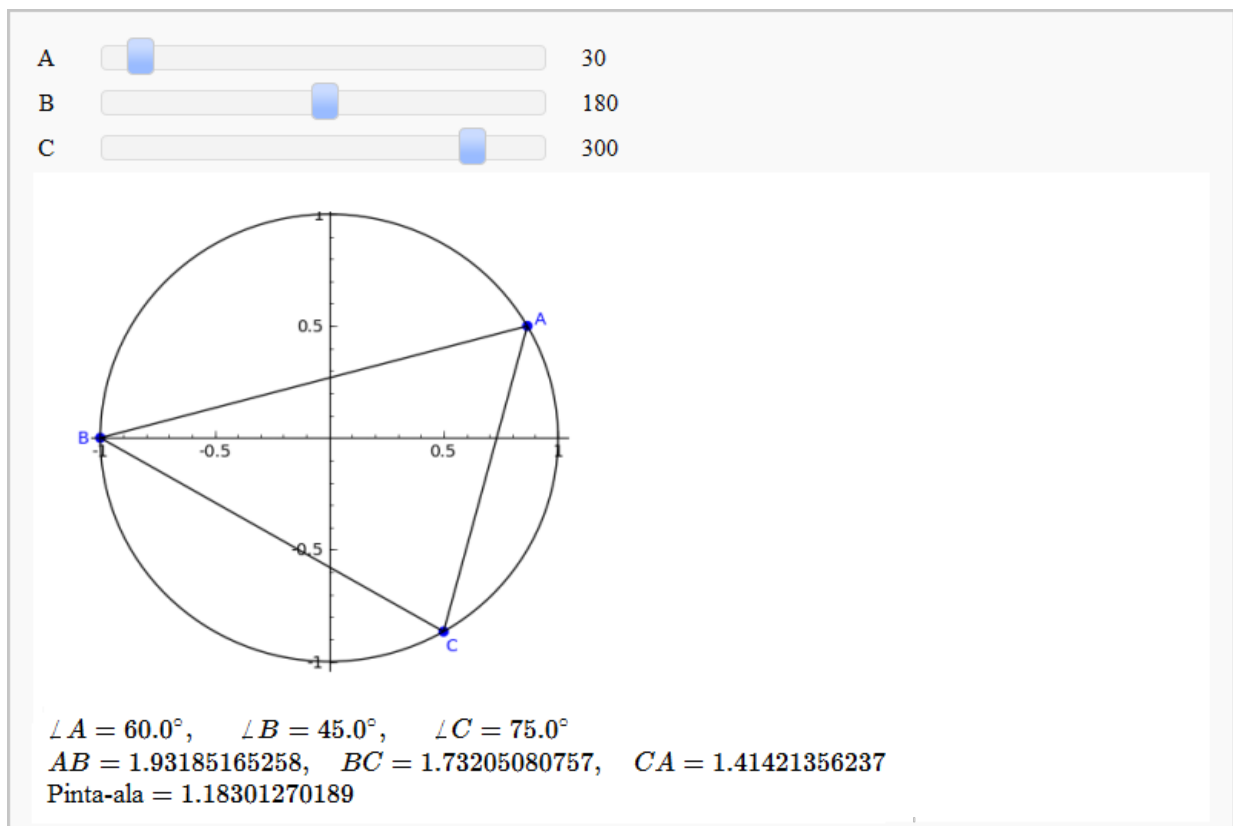 A 30
B 180
C 300
1
A
0.5
B
-1 -0.5 0.5 1
-0.5
C
-1
∠A = 60.0°, ∠B = 45.0°, ∠C = 75.0°
AB = 1.93185165258, BC = 1.73205080757, CA = 1.41421356237
Pinta-ala = 1.18301270189